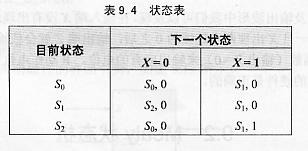 表9.4 状态表
目前状态 下一个状态
X=0 X=1
S₀ S₀, 0 S₁, 0
S₁ S₂, 0 S₁, 0
S₂ S₀, 0 S₁, 1